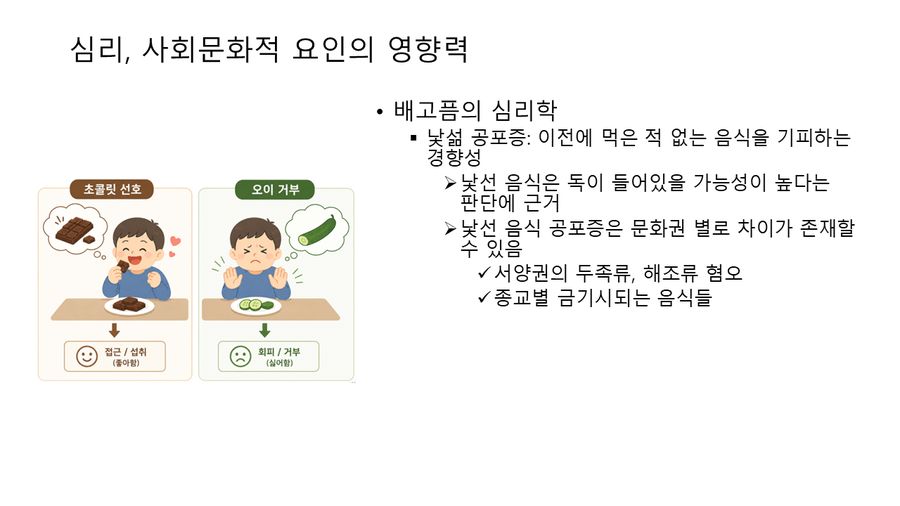 심리, 사회문화적 요인의 영향력
• 배고픔의 심리학
▪ 낯섦 공포증: 이전에 먹은 적 없는 음식을 기피하는
경향성
➢낯선 음식은 독이 들어있을 가능성이 높다는
판단에 근거
➢낯선 음식 공포증은 문화권 별로 차이가 존재할
수 있음
✓서양권의 두족류, 해조류 혐오
✓종교별 금기시되는 음식들
초콜릿 선호
접근 / 섭취
(좋아함)
오이 거부
회피 / 거부
(싫어함)